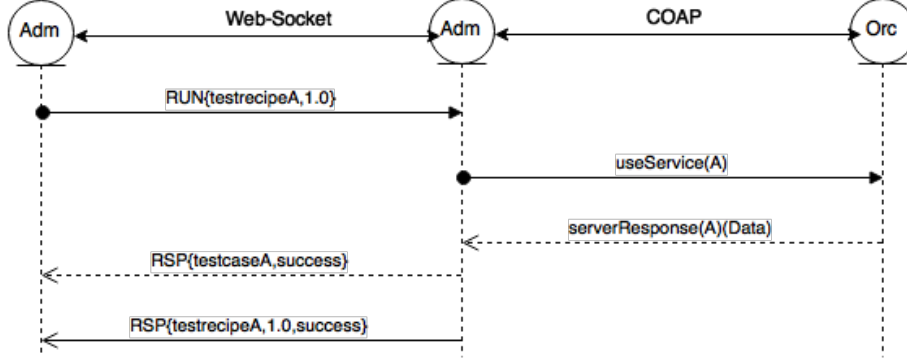 Adm
Web-Socket
Adm
COAP
Orc
RUN{testrecipeA,1.0}
useService(A)
serverResponse(A)(Data)
RSP{testcaseA,success}
RSP{testrecipeA,1.0,success}